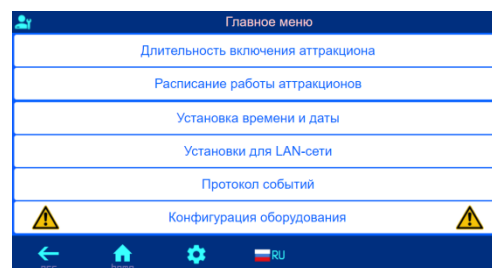 Главное меню
Длительность включения аттракциона
Расписание работы аттракционов
Установка времени и даты
Установки для LAN-сети
Протокол событий
Конфигурация оборудования
RU